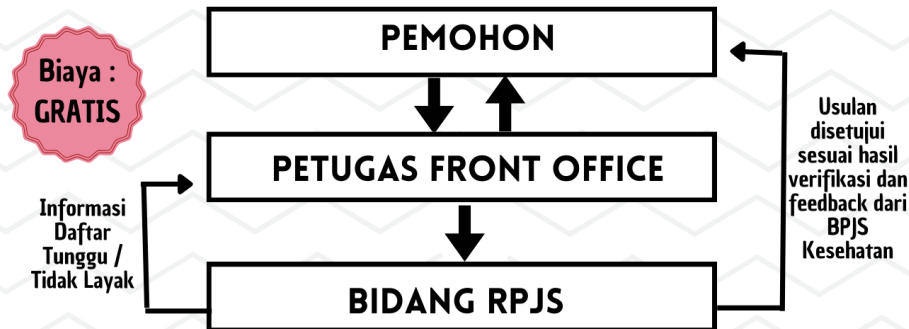 PEMOHON
Biaya :
GRATIS
PETUGAS FRONT OFFICE
Usulan
disetujui
sesuai hasil
verifikasi dan
feedback dari
BPJS
Kesehatan
Informasi
Daftar
Tunggu /
Tidak Layak
BIDANG RPJS